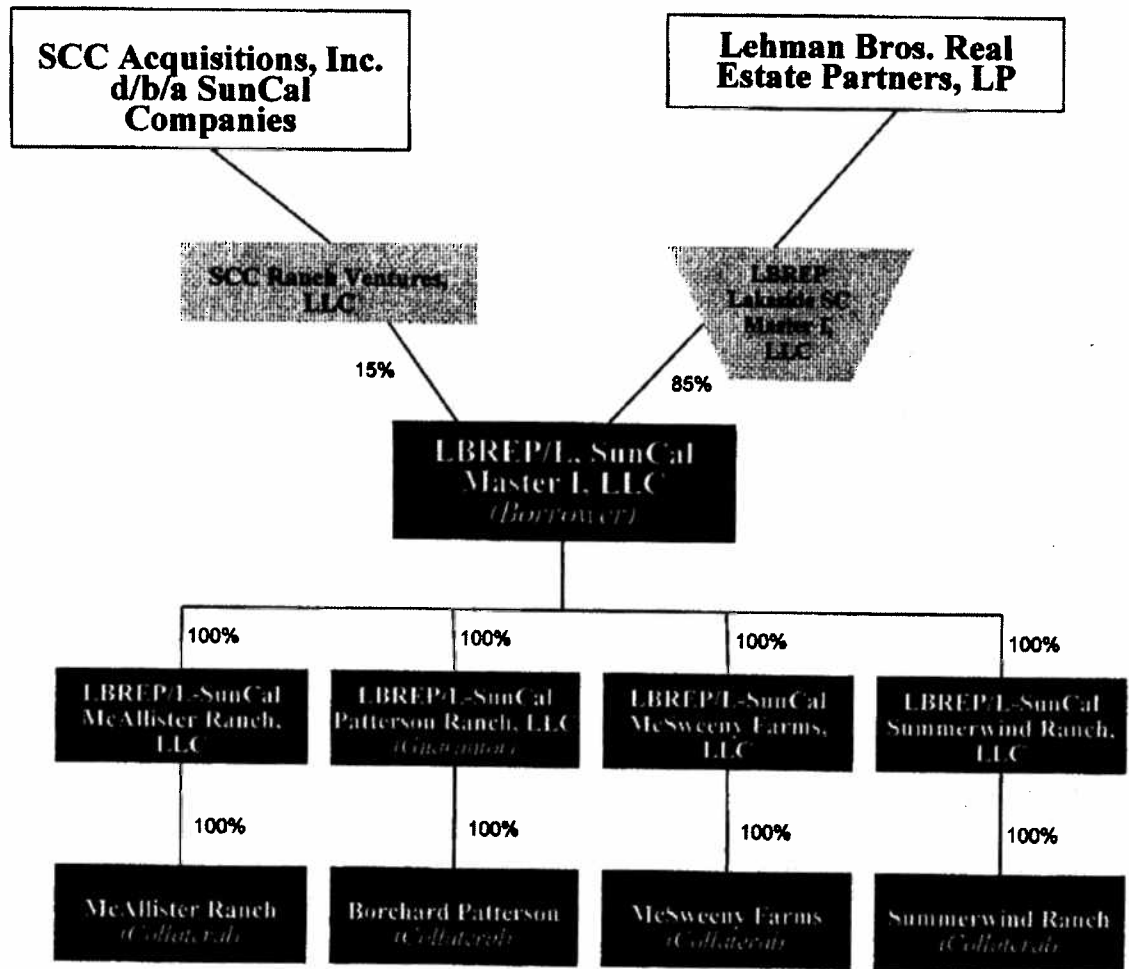 SCC Acquisitions, Inc.
d/b/a SunCal
Companies
Lehman Bros. Real
Estate Partners, LP
SCC Ranch Ventures,
LLC
LBREP
Lakeside SC
Master I,
LLC
15%
85%
LBREP/L. SunCal
Master I, LLC
(Borrower)
100%
100%
100%
100%
LBREP/L-SunCal
McAllister Ranch,
LLC
LBREP/L-SunCal
Patterson Ranch, LLC
(Guarantor)
LBREP/L-SunCal
McSweeny Farms,
LLC
LBREP/L-SunCal
Summerwind Ranch,
LLC
100%
100%
100%
100%
McAllister Ranch
(Collateral)
Borchard Patterson
(Collateral)
McSweeny Farms
(Collateral)
Summerwind Ranch
(Collateral)